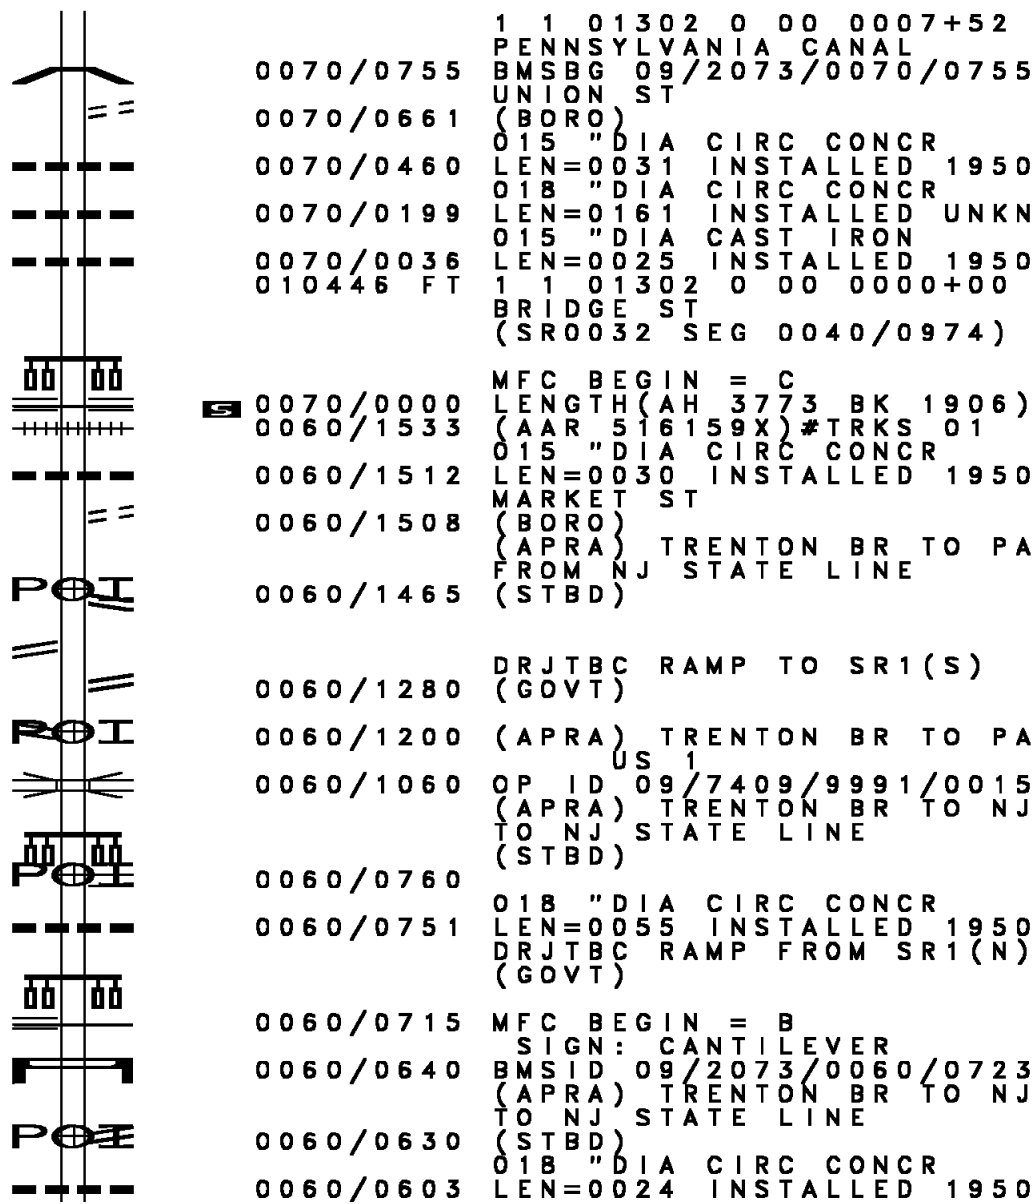 1 1 01302 0 00 0007+52
PENNSYLVANIA CANAL
0070/0755 BMSBG 09/2073/0070/0755
UNION ST
0070/0661 (BORO)
015 "DIA CIRC CONCR
0070/0460 LEN=0031 INSTALLED 1950
018 "DIA CIRC CONCR
0070/0199 LEN=0161 INSTALLED UNKN
015 "DIA CAST IRON
0070/0036 LEN=0025 INSTALLED 1950
010446 FT 1 1 01302 0 00 0000+00
BRIDGE ST
(SR0032 SEG 0040/0974)
MFC BEGIN = C
S 0070/0000 LENGTH(AH 3773 BK 1906)
0060/1533 (AAR 516159X)#TRKS 01
015 "DIA CIRC CONCR
0060/1512 LEN=0030 INSTALLED 1950
MARKET ST
0060/1508 (BORO)
(APRA) TRENTON BR TO PA
FROM NJ STATE LINE
POI 0060/1465 (STBD)
DRJTBC RAMP TO SR1(S)
0060/1280 (GOVT)
POI 0060/1200 (APRA) TRENTON BR TO PA
US 1
0060/1060 OP ID 09/7409/9991/0015
(APRA) TRENTON BR TO NJ
TO NJ STATE LINE
(STBD)
POI 0060/0760
018 "DIA CIRC CONCR
0060/0751 LEN=0055 INSTALLED 1950
DRJTBC RAMP FROM SR1(N)
(GOVT)
0060/0715 MFC BEGIN = B
SIGN: CANTILEVER
0060/0640 BMSID 09/2073/0060/0723
(APRA) TRENTON BR TO NJ
TO NJ STATE LINE
POI 0060/0630 (STBD)
018 "DIA CIRC CONCR
0060/0603 LEN=0024 INSTALLED 1950